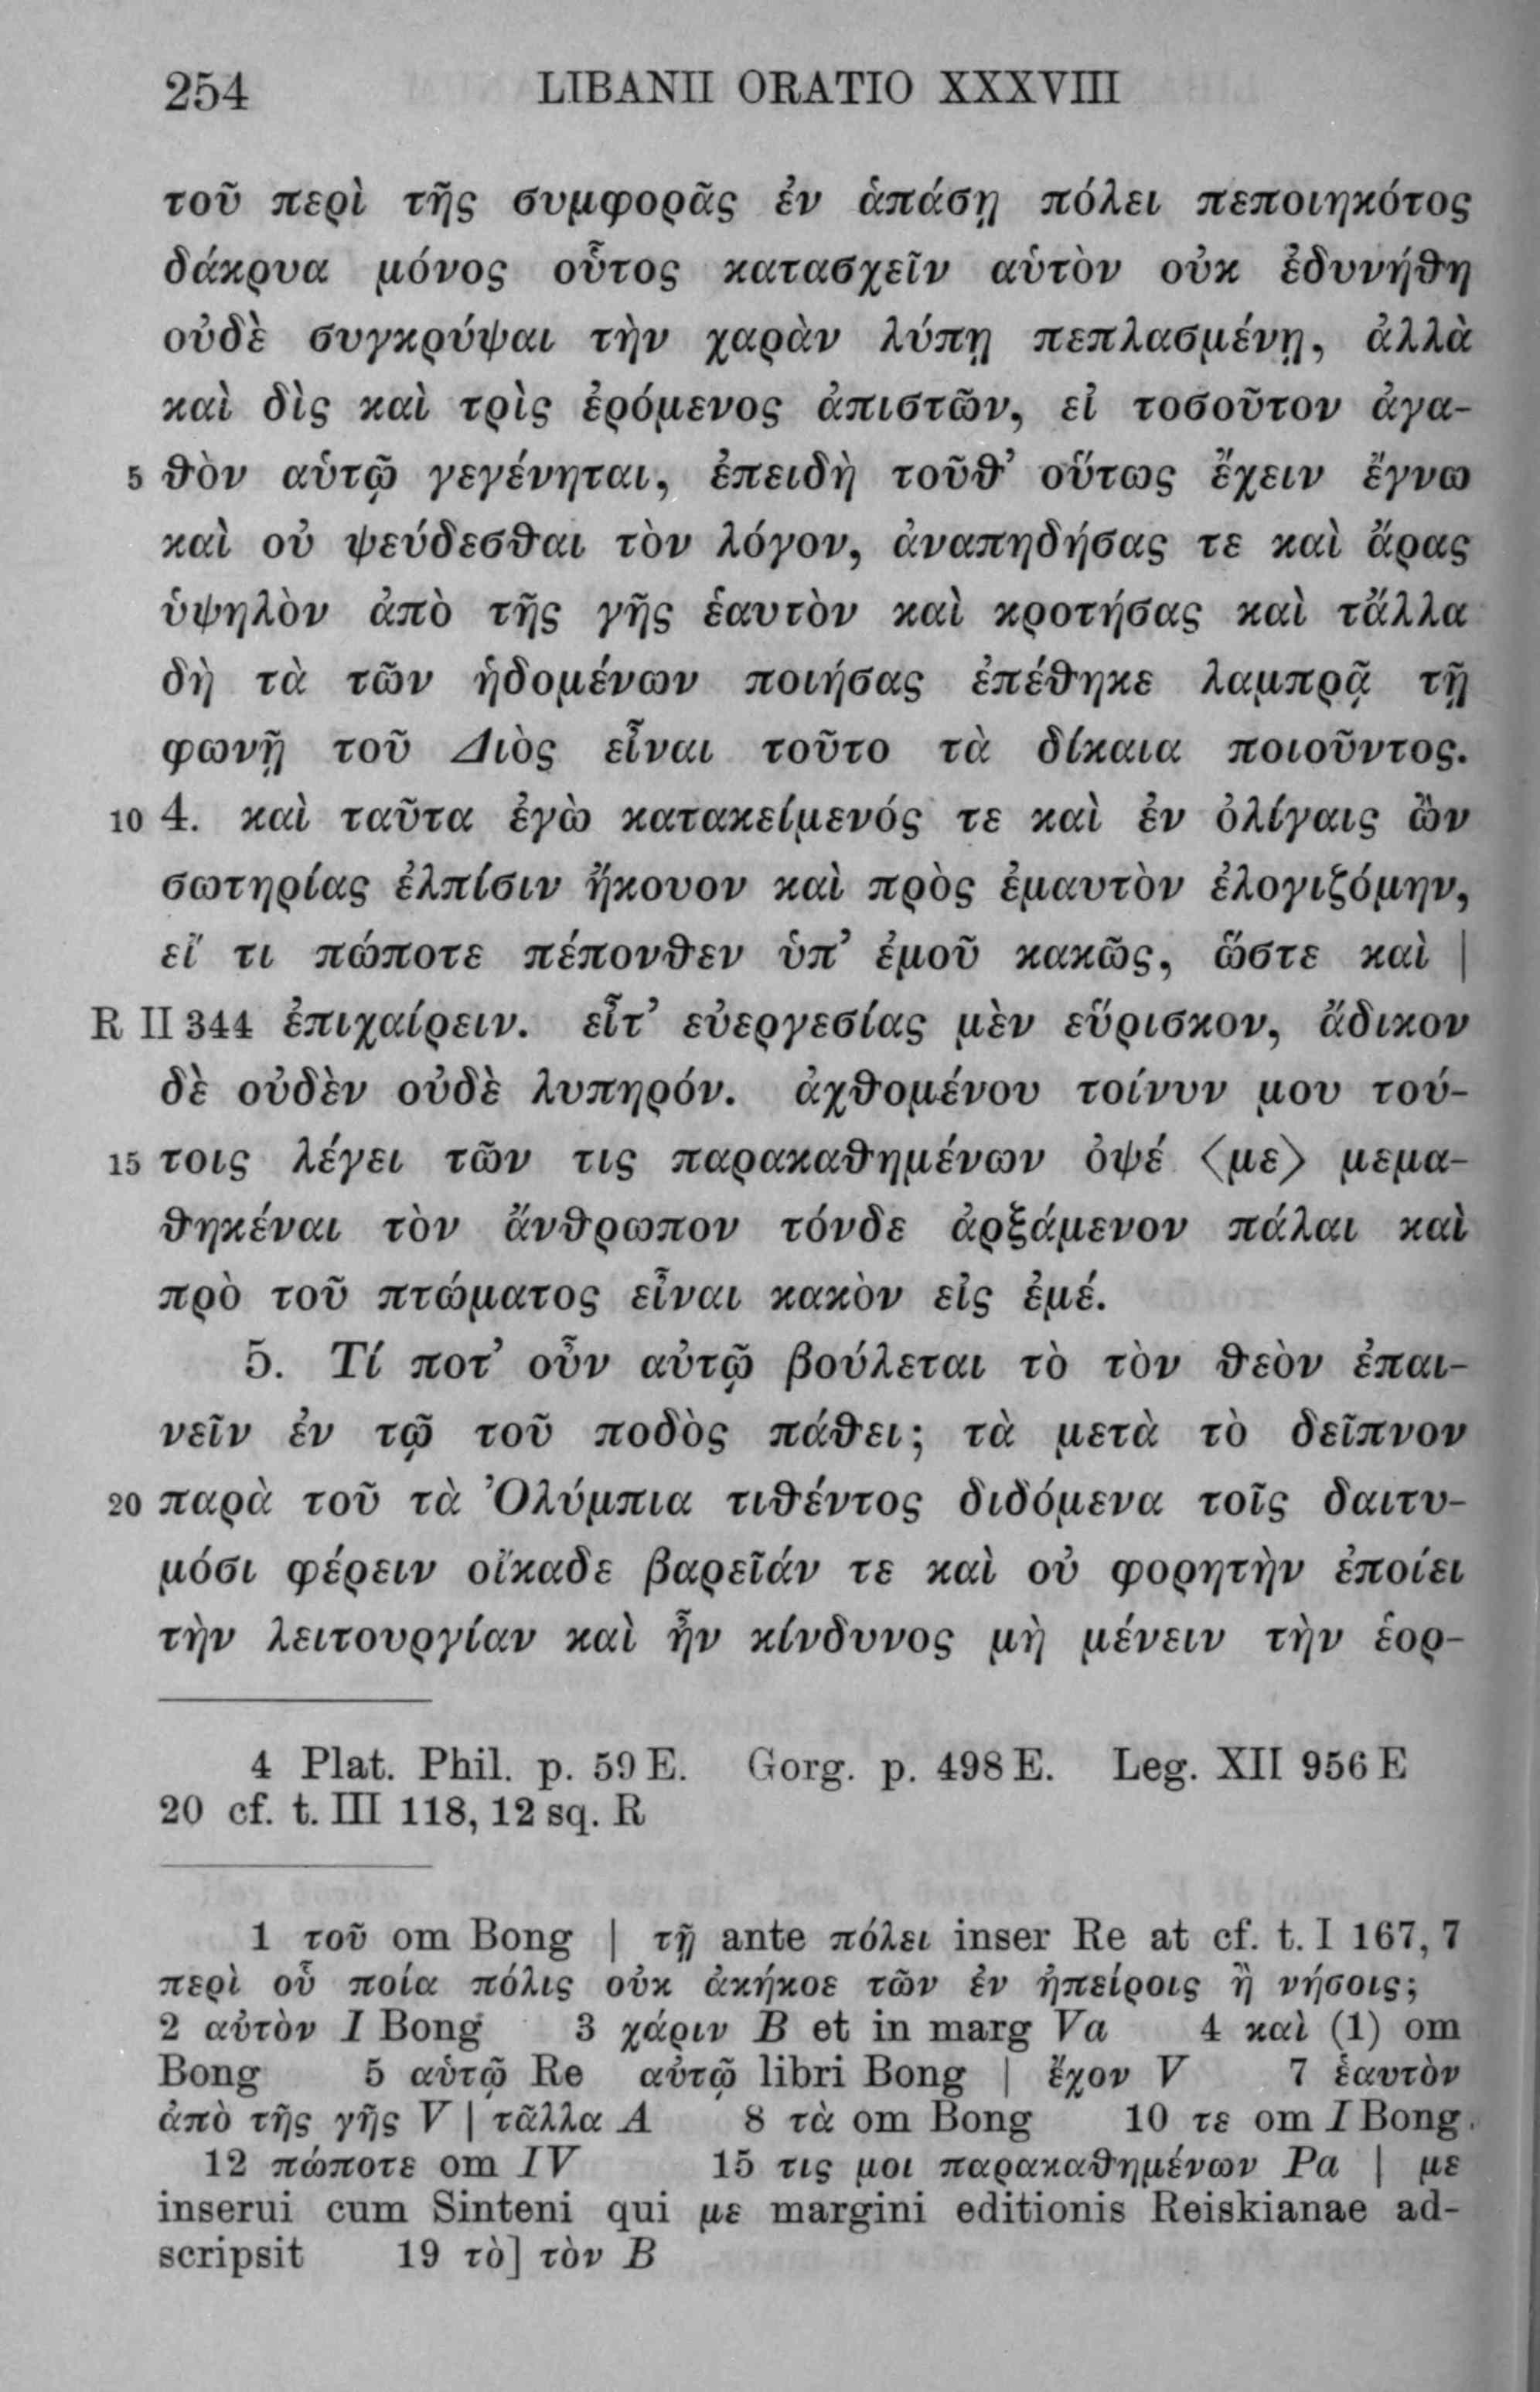 254 LIBANII ORATIO XXXVIII
τοῦ περὶ τῆς συμφορᾶς ἐν ἁπάσῃ πόλει πεποιηκότος
δάκρυα μόνος οὗτος κατασχεῖν αὑτὸν οὐκ ἐδυνήθη
οὐδὲ συγκρύψαι τὴν χαρὰν λύπῃ πεπλασμένῃ, ἀλλὰ
καὶ δὶς καὶ τρὶς ἐρόμενος ἀπιστῶν, εἰ τοσοῦτον ἀγα-
5 θὸν αὑτῷ γεγένηται, ἐπειδὴ τοῦθ’ οὕτως ἔχειν ἔγνω
καὶ οὐ ψεύδεσθαι τὸν λόγον, ἀναπηδήσας τε καὶ ἄρας
ὑψηλὸν ἀπὸ τῆς γῆς ἑαυτὸν καὶ κροτήσας καὶ τἄλλα
δὴ τὰ τῶν ἡδομένων ποιήσας ἐπέθηκε λαμπρᾷ τῇ
φωνῇ τοῦ Διὸς εἶναι τοῦτο τὰ δίκαια ποιοῦντος.
10 4. καὶ ταῦτα ἐγὼ κατακείμενός τε καὶ ἐν ὀλίγαις ὢν
σωτηρίας ἐλπίσιν ἤκουον καὶ πρὸς ἐμαυτὸν ἐλογιζόμην,
εἴ τι πώποτε πέπονθεν ὑπ’ ἐμοῦ κακῶς, ὥστε καὶ |
R II 344 ἐπιχαίρειν. εἶτ’ εὐεργεσίας μὲν εὕρισκον, ἄδικον
δὲ οὐδὲν οὐδὲ λυπηρόν. ἀχθομένου τοίνυν μου τού-
15 τοις λέγει τῶν τις παρακαθημένων ὀψέ ⟨με⟩ μεμα-
θηκέναι τὸν ἄνθρωπον τόνδε ἀρξάμενον πάλαι καὶ
πρὸ τοῦ πτώματος εἶναι κακὸν εἰς ἐμέ.
5. Τί ποτ’ οὖν αὐτῷ βούλεται τὸ τὸν θεὸν ἐπαι-
νεῖν ἐν τῷ τοῦ ποδὸς πάθει; τὰ μετὰ τὸ δεῖπνον
20 παρὰ τοῦ τὰ Ὀλύμπια τιθέντος διδόμενα τοῖς δαιτυ-
μόσι φέρειν οἴκαδε βαρεῖάν τε καὶ οὐ φορητὴν ἐποίει
τὴν λειτουργίαν καὶ ἦν κίνδυνος μὴ μένειν τὴν ἑορ-
4 Plat. Phil. p. 59 E. Gorg. p. 498 E. Leg. XII 956 E
20 cf. t. III 118, 12 sq. R
1 τοῦ om Bong | τῇ ante πόλει inser Re at cf. t. I 167, 7
περὶ οὗ ποία πόλις οὐκ ἀκήκοε τῶν ἐν ἠπείροις ἢ νήσοις;
2 αὐτὸν I Bong 3 χάριν B et in marg Va 4 καὶ (1) om
Bong 5 αὑτῷ Re αὐτῷ libri Bong | ἔχον V 7 ἑαυτὸν
ἀπὸ τῆς γῆς V | τἆλλα A 8 τὰ om Bong 10 τε om I Bong
12 πώποτε om IV 15 τις μοι παρακαθημένων Pa | με
inserui cum Sinteni qui με margini editionis Reiskianae ad-
scripsit 19 τὸ] τὸν B